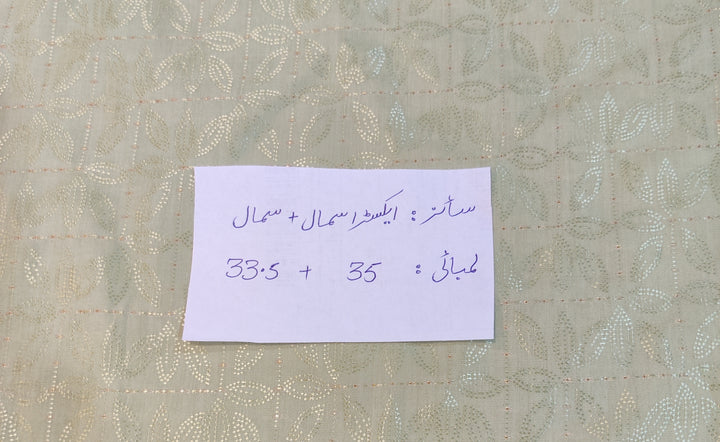 سائز : ایکسٹرا سمال + سمال
لمبائی : 35 + 33.5